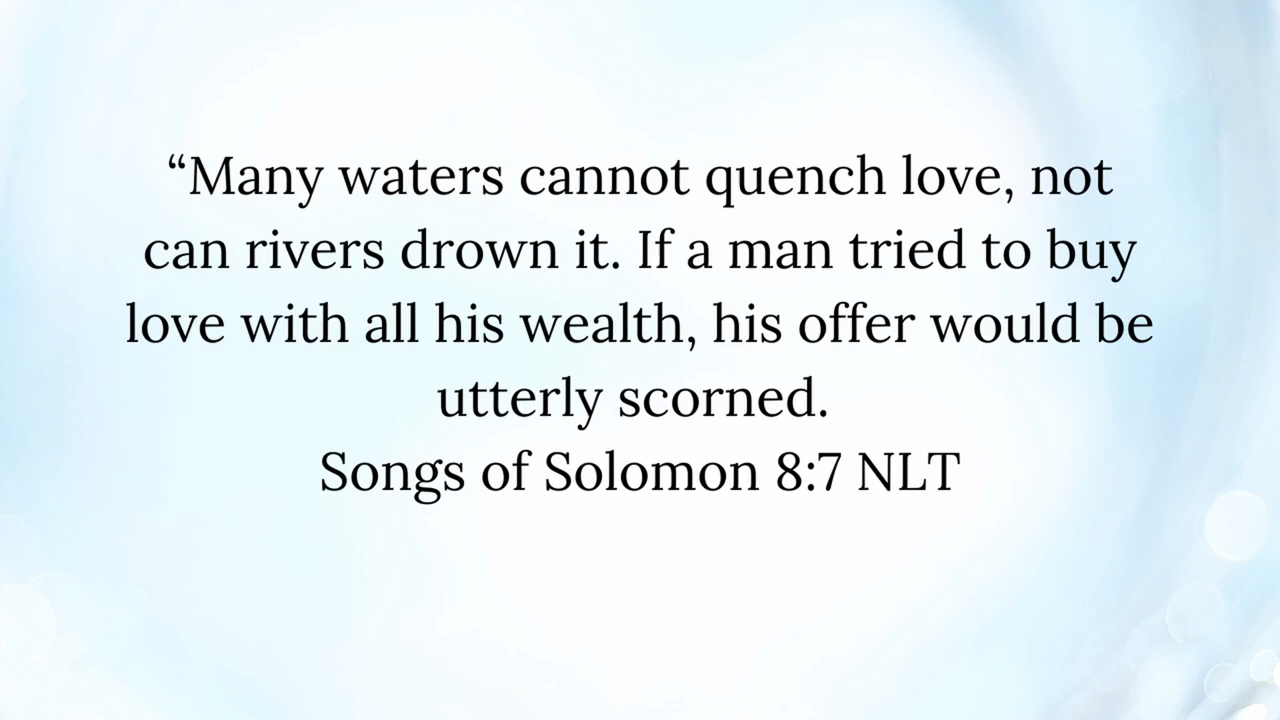 “Many waters cannot quench love, not
can rivers drown it. If a man tried to buy
love with all his wealth, his offer would be
utterly scorned.
Songs of Solomon 8:7 NLT